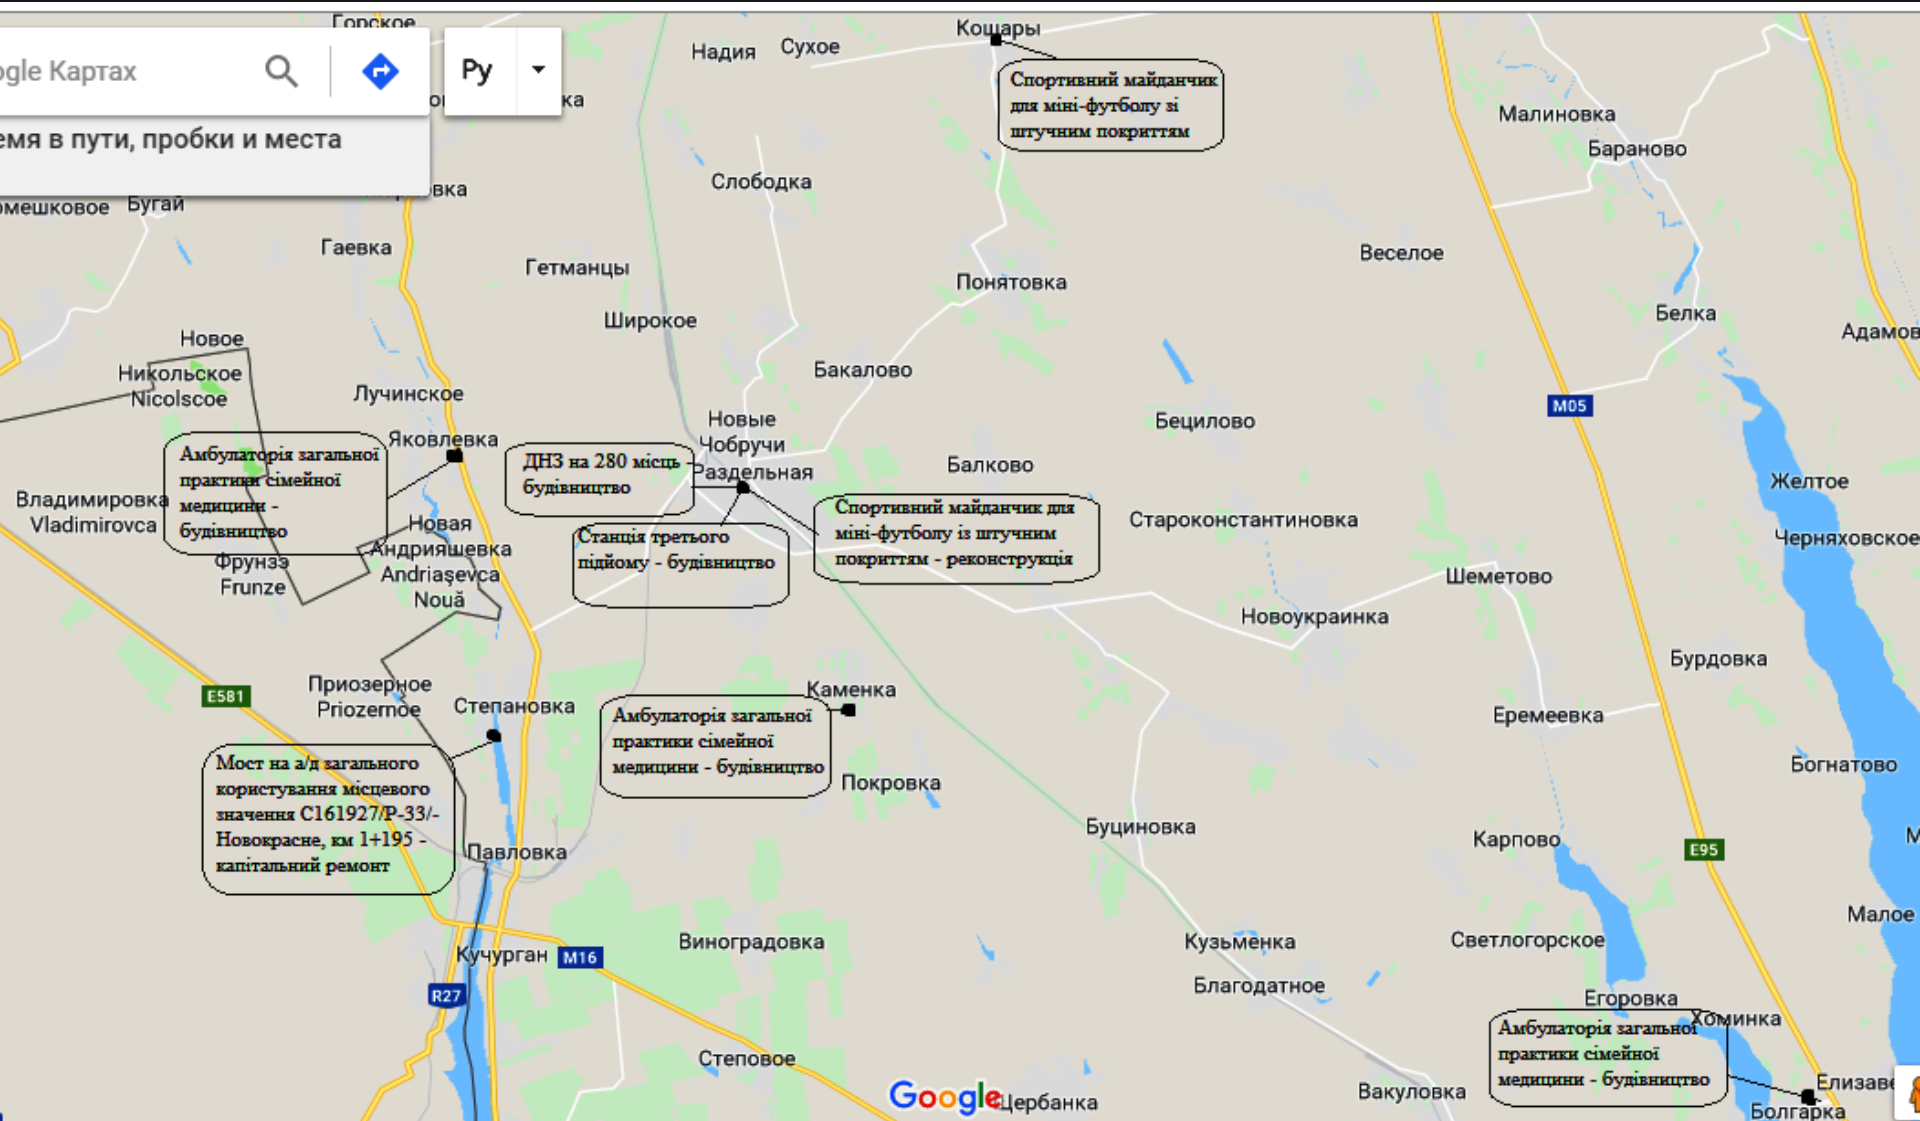 Горское
Кошары
Надия
Сухое
ogle Картах
Ру
ка
Спортивний майданчик
для міні-футболу зі
штучним покриттям
Малиновка
Бараново
емя в пути, пробки и места
Слободка
овка
омешковое
Бугай
Гаевка
Гетманцы
Веселое
Понятовка
Широкое
Белка
Адамов
Новое
Никольское
Nicolscoe
Лучинское
Бакалово
M05
Новые
Чобручи
Бецилово
Яковлевка
Амбулаторія загальної
практики сімейної
медицини -
будівництво
ДНЗ на 280 місць -
будівництво
Раздельная
Балково
Желтое
Владимировка
Vladimirovca
Спортивний майданчик для
міні-футболу із штучним
покриттям - реконструкція
Староконстантиновка
Новая
Андрияшевка
Andriaşevca
Nouă
Станція третього
підйому - будівництво
Черняховское
Фрунзэ
Frunze
Шеметово
Новоукраинка
Бурдовка
Приозерное
Priozernoe
E581
Степановка
Каменка
Амбулаторія загальної
практики сімейної
медицини - будівництво
Еремеевка
Мост на а/д загального
користування місцевого
значення С161927/Р-33/-
Новокрасне, км 1+195 -
капітальний ремонт
Покровка
Богнатово
Буциновка
Карпово
E95
М
Павловка
Малое
Кучурган
M16
Виноградовка
Кузьменка
Светлогорское
R27
Благодатное
Егоровка
Хоминка
Амбулаторія загальної
практики сімейної
медицини - будівництво
Степовое
Google
Щербанка
Вакуловка
Елизаве
Болгарка